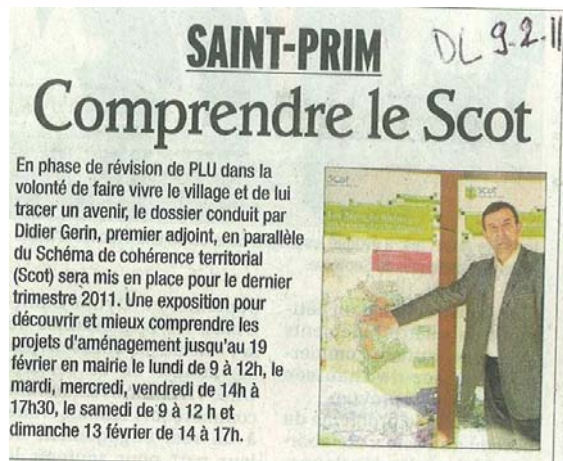 SAINT-PRIM
DL 9.2.11
Comprendre le Scot
En phase de révision de PLU dans la
volonté de faire vivre le village et de lui
tracer un avenir, le dossier conduit par
Didier Gerin, premier adjoint, en parallèle
du Schéma de cohérence territorial
(Scot) sera mis en place pour le dernier
trimestre 2011. Une exposition pour
découvrir et mieux comprendre les
projets d'aménagement jusqu'au 19
février en mairie le lundi de 9 à 12h, le
mardi, mercredi, vendredi de 14h à
17h30, le samedi de 9 à 12 h et
dimanche 13 février de 14 à 17h.
scot
scot